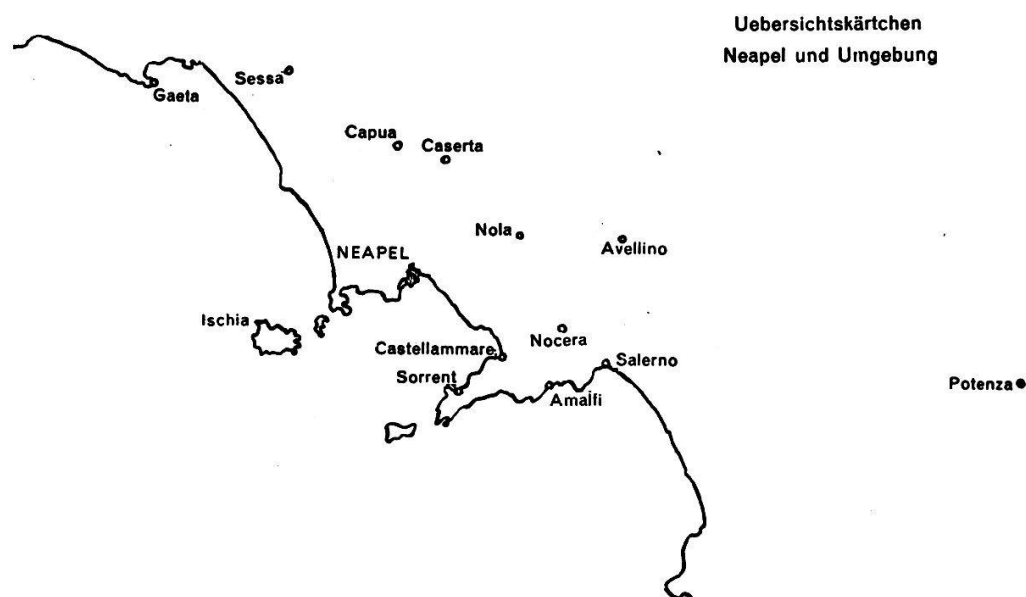 Uebersichtskärtchen
Neapel und Umgebung
Sessa
Gaeta
Capua
Caserta
Nola
Avellino
NEAPEL
Ischia
Nocera
Castellammare
Salerno
Sorrent
Amalfi
Potenza